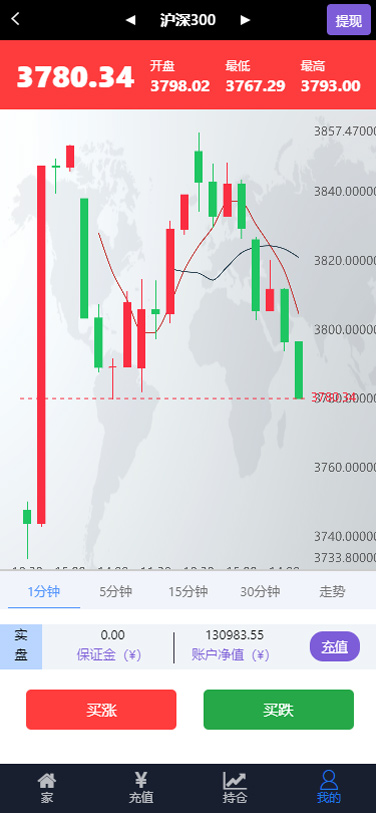 沪深300
提现
3780.34
开盘
3798.02
最低
3767.29
最高
3793.00
3857.47000
3840.00000
3820.00000
3800.00000
3780.34
3760.00000
3740.00000
3733.80000
1分钟
5分钟
15分钟
30分钟
走势
实盘
0.00
保证金（¥）
130983.55
账户净值（¥）
充值
买涨
买跌
家
充值
持仓
我的